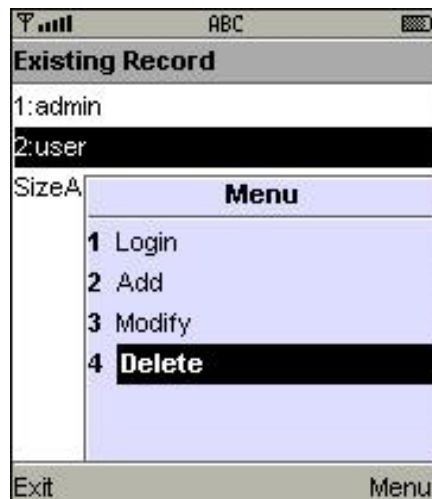 ABC
Existing Record
1:admin
2:user
SizeA
Menu
1 Login
2 Add
3 Modify
4 Delete
Exit Menu